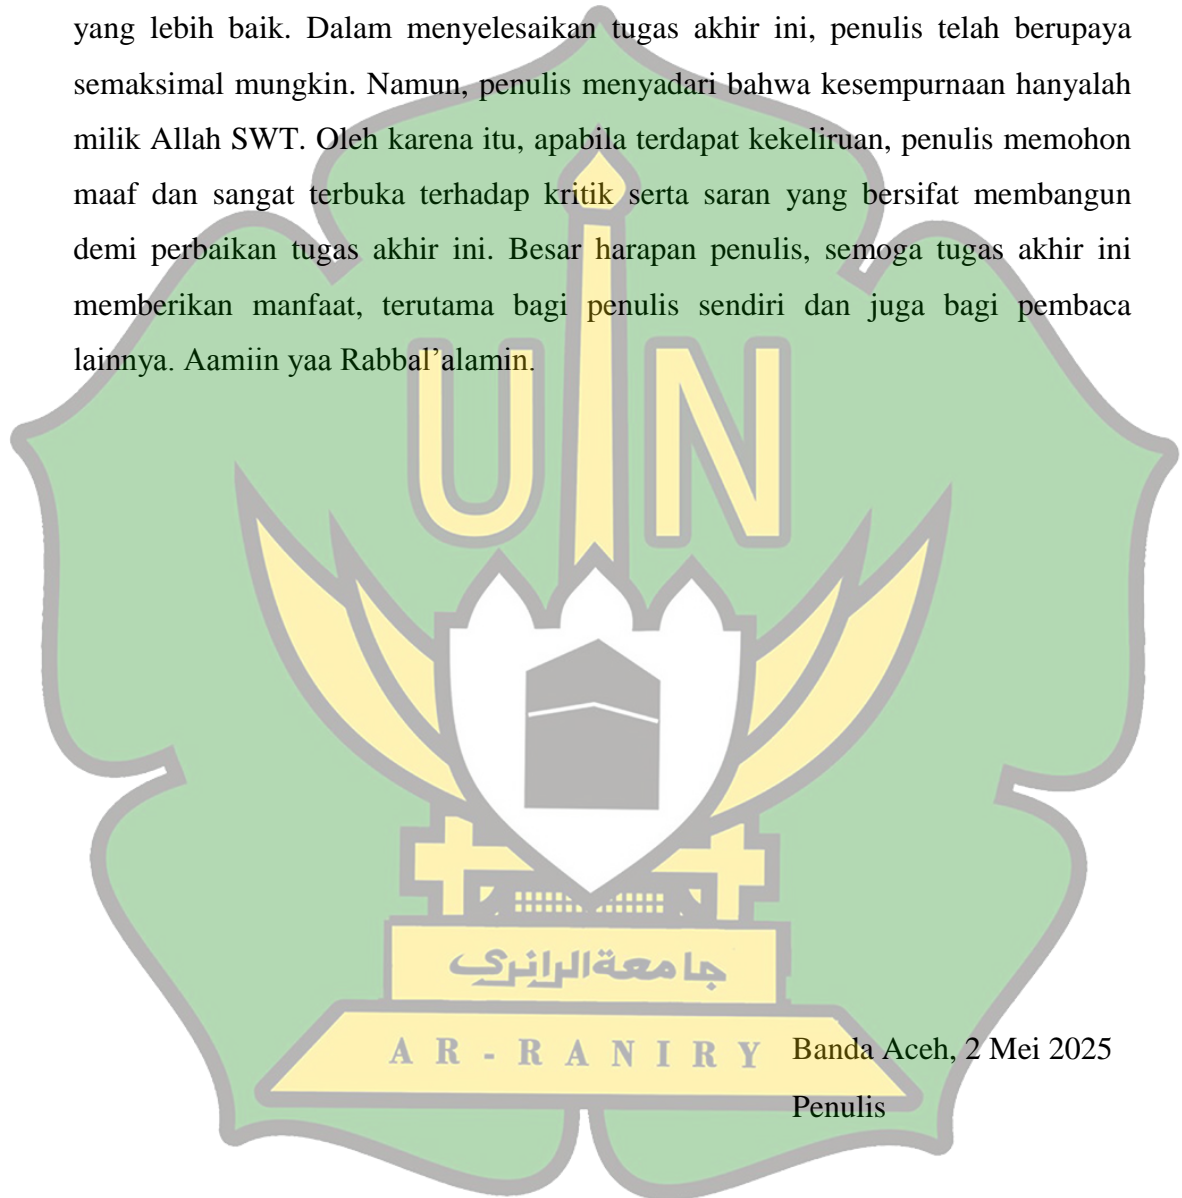 yang lebih baik. Dalam menyelesaikan tugas akhir ini, penulis telah berupaya
semaksimal mungkin. Namun, penulis menyadari bahwa kesempurnaan hanyalah
milik Allah SWT. Oleh karena itu, apabila terdapat kekeliruan, penulis memohon
maaf dan sangat terbuka terhadap kritik serta saran yang bersifat membangun
demi perbaikan tugas akhir ini. Besar harapan penulis, semoga tugas akhir ini
memberikan manfaat, terutama bagi penulis sendiri dan juga bagi pembaca
lainnya. Aamiin yaa Rabbal’alamin.
UIN
جامعةالرانري
AR-RANIRY
Banda Aceh, 2 Mei 2025
Penulis